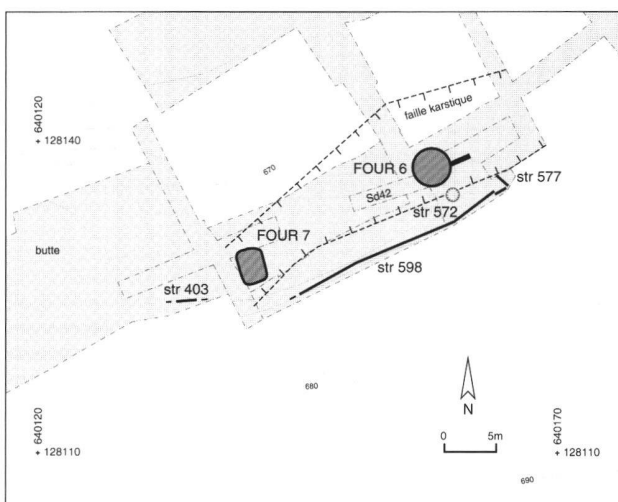 640120
+ 128140
faille karstique
670
FOUR 6
str 577
Sd42
str 572
FOUR 7
butte
str 598
str 403
680
N
640120
+ 128110
0 5m
640170
+ 128110
690